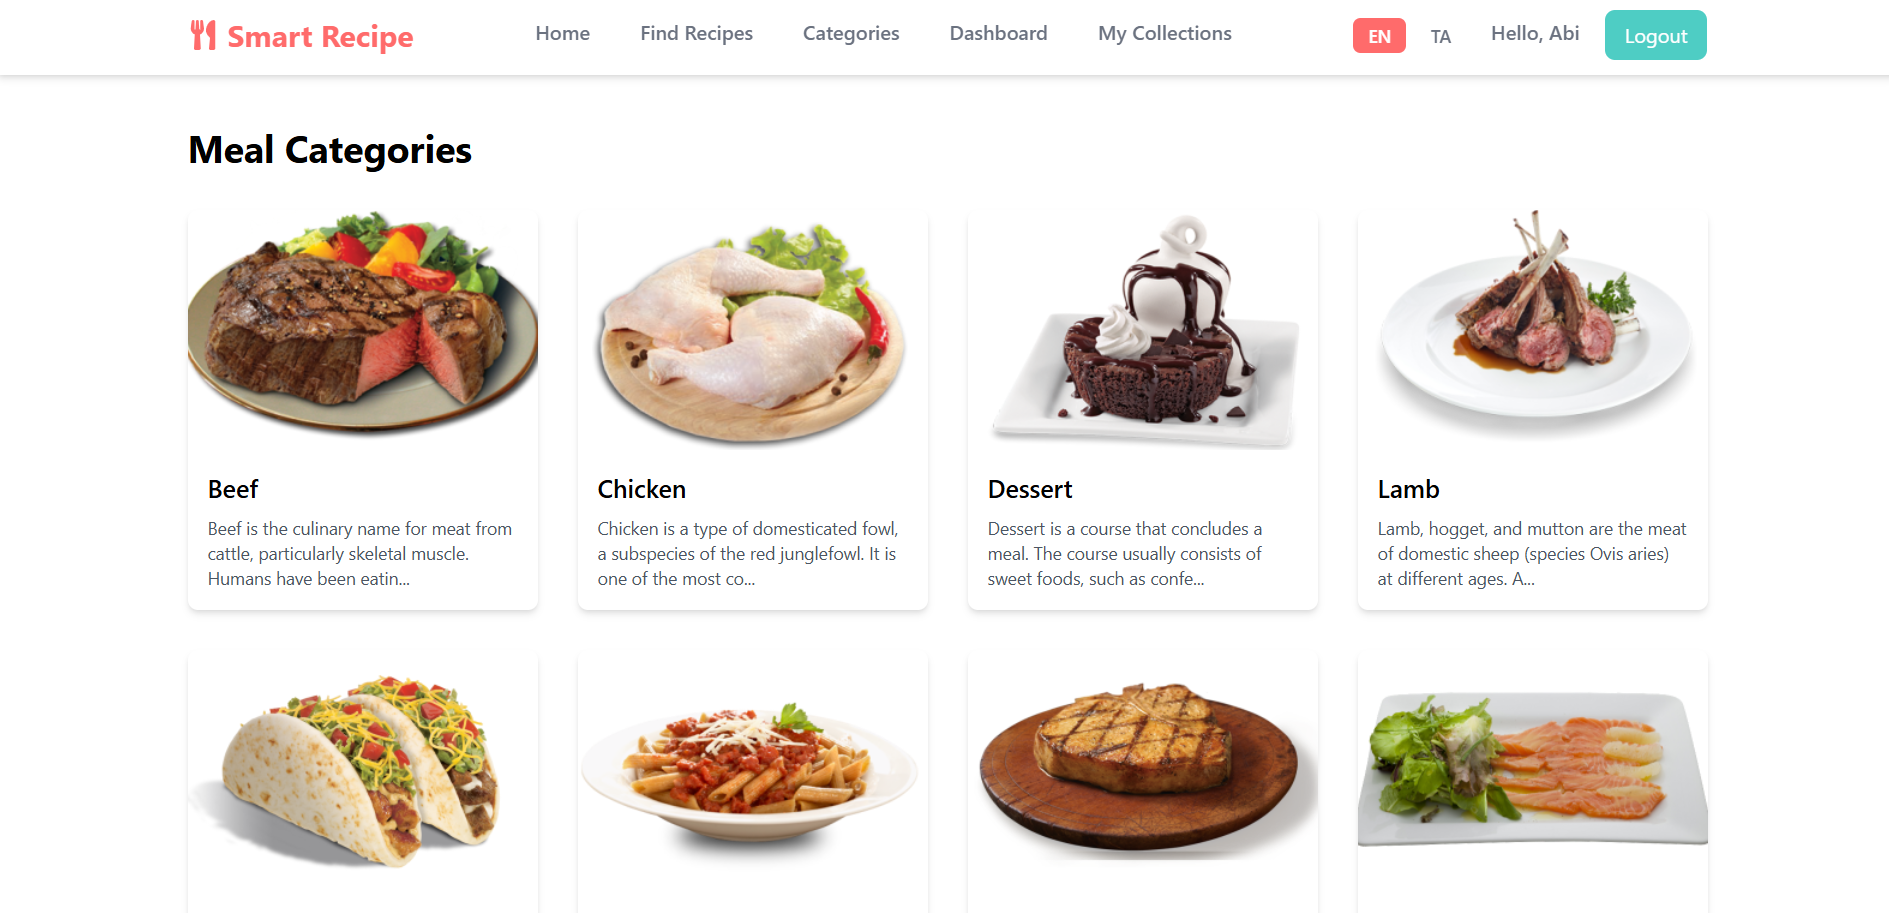 Smart Recipe
Home
Find Recipes
Categories
Dashboard
My Collections
EN
TA
Hello, Abi
Logout
Meal Categories
Beef
Beef is the culinary name for meat from
cattle, particularly skeletal muscle.
Humans have been eatin...
Chicken
Chicken is a type of domesticated fowl,
a subspecies of the red junglefowl. It is
one of the most co...
Dessert
Dessert is a course that concludes a
meal. The course usually consists of
sweet foods, such as confe...
Lamb
Lamb, hogget, and mutton are the meat
of domestic sheep (species Ovis aries)
at different ages. A...